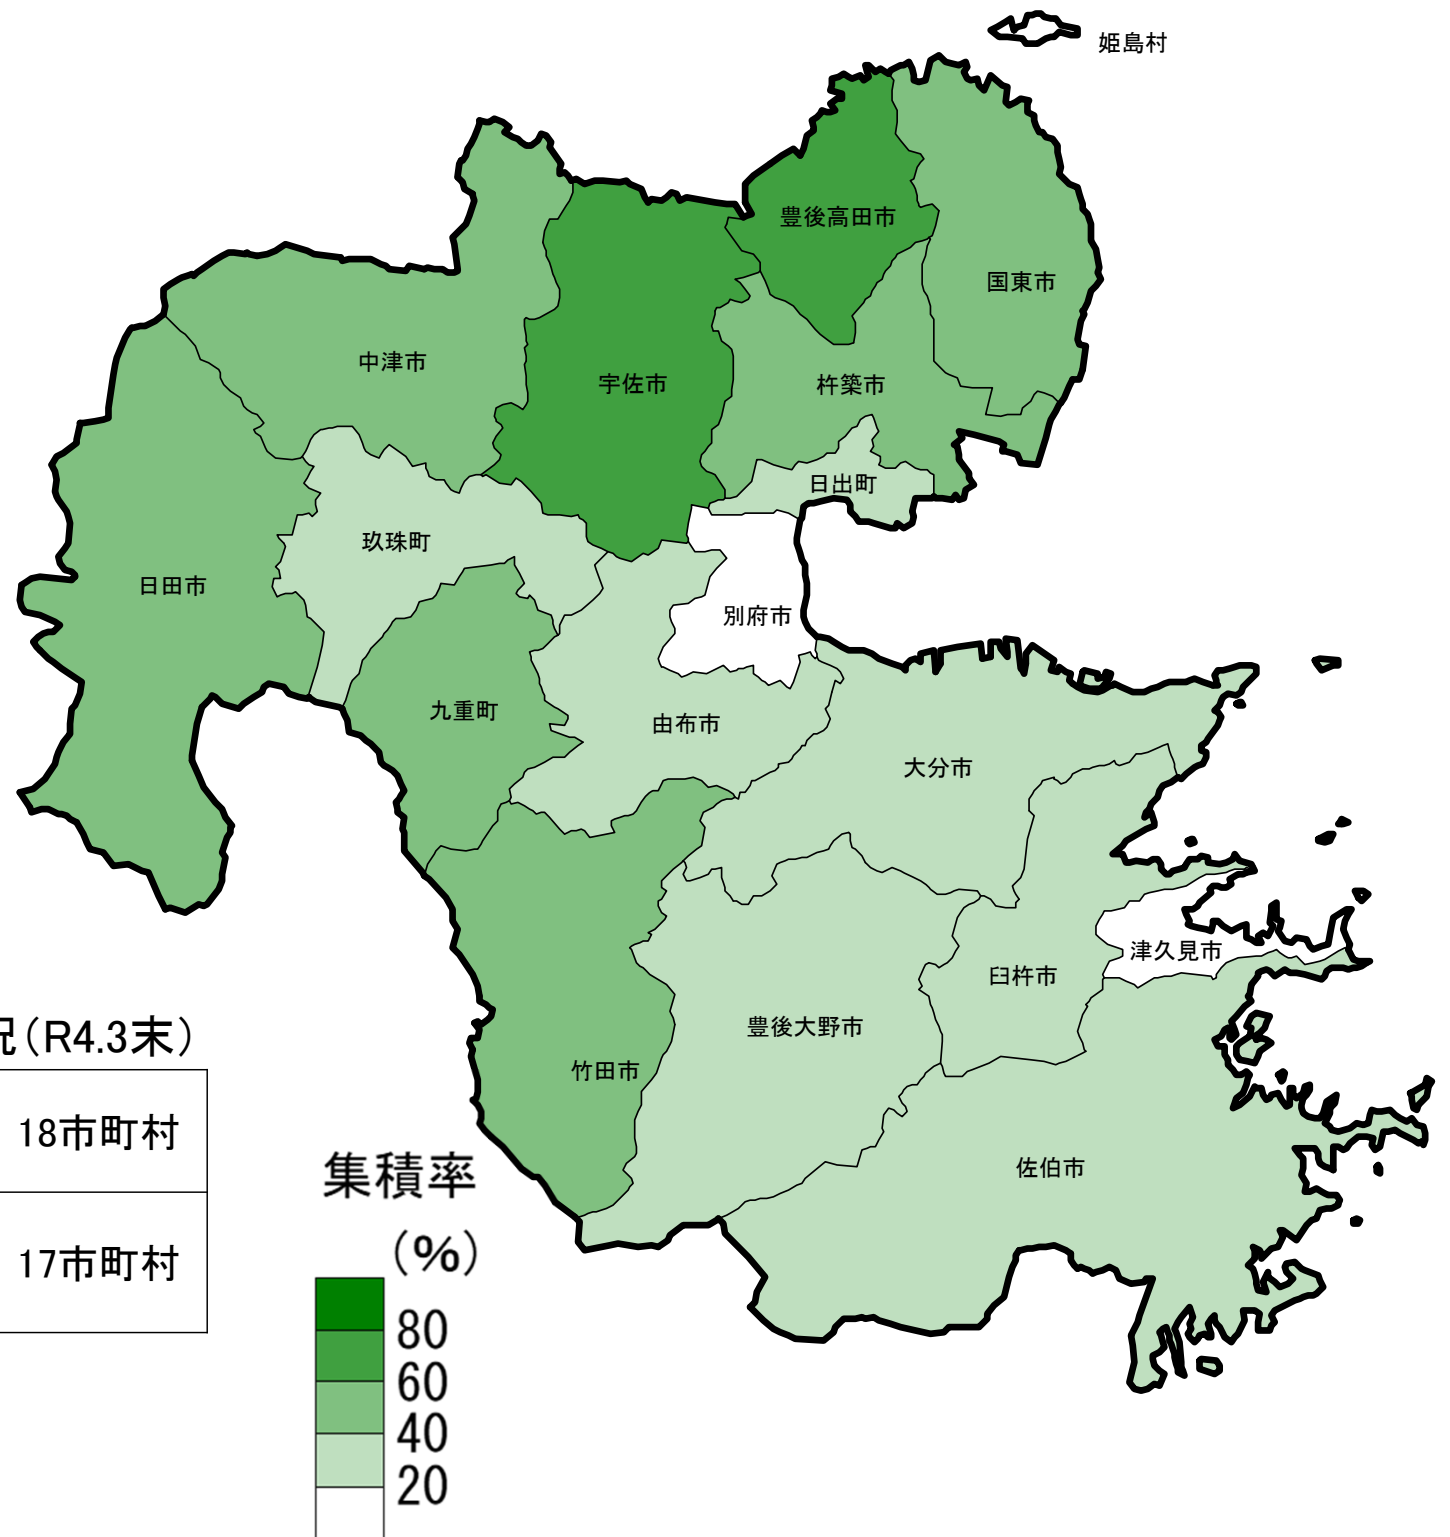 姫島村
豊後高田市
国東市
中津市
宇佐市
杵築市
日出町
玖珠町
日田市
別府市
九重町
由布市
大分市
津久見市
臼杵市
豊後大野市
況(R4.3末)
竹田市
18市町村
佐伯市
集積率
(%)
17市町村
80
60
40
20